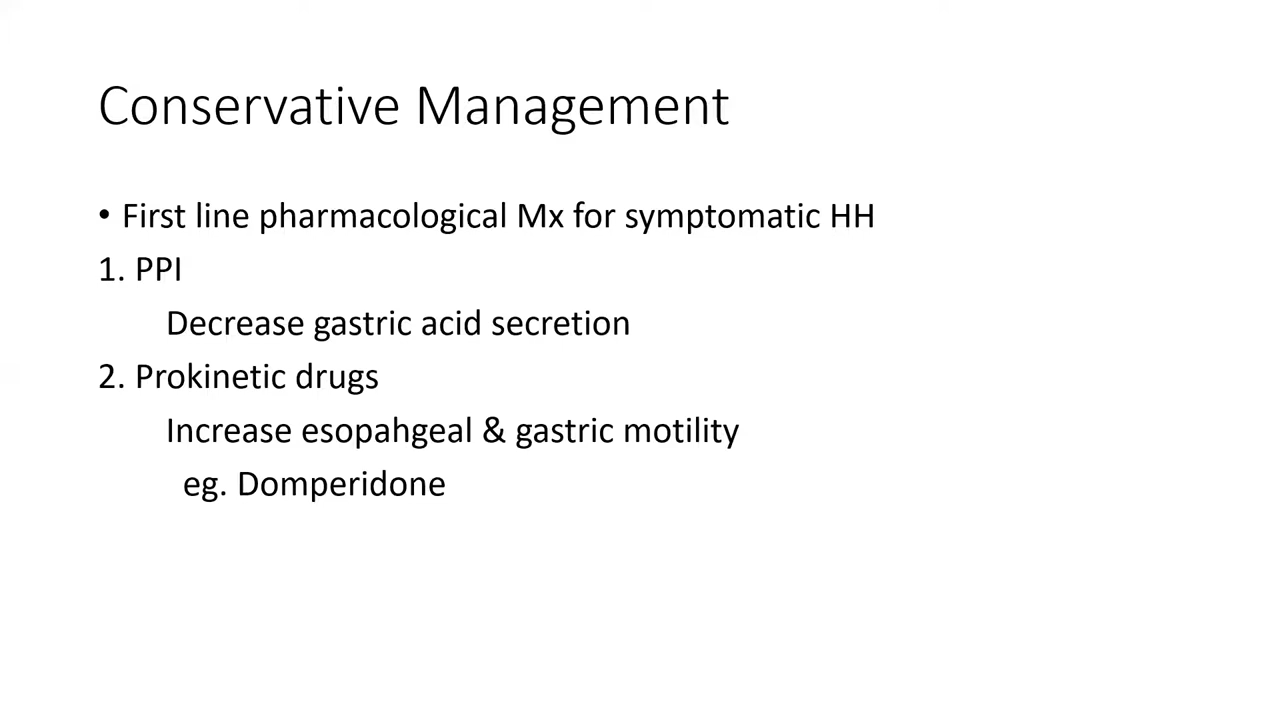 Conservative Management
• First line pharmacological Mx for symptomatic HH
1. PPI
Decrease gastric acid secretion
2. Prokinetic drugs
Increase esopahgeal & gastric motility
eg. Domperidone